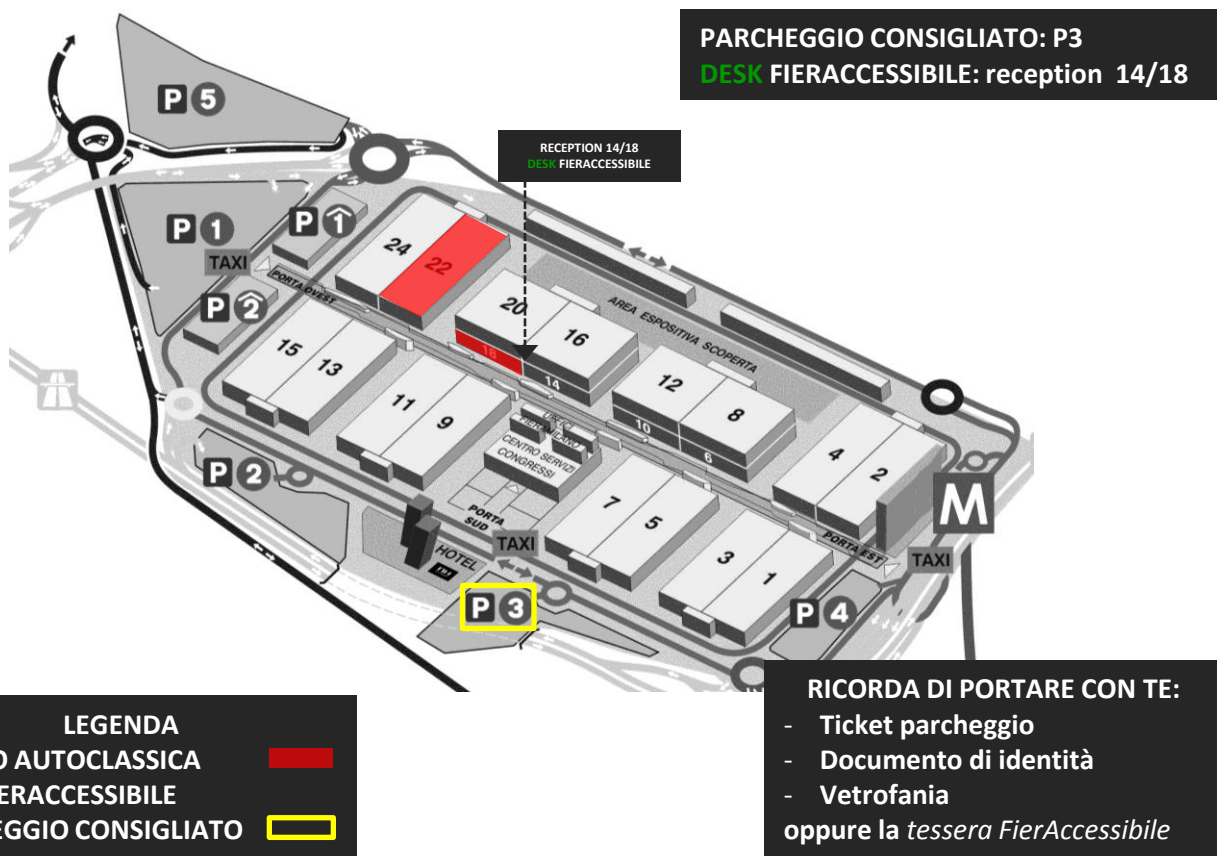 PARCHEGGIO CONSIGLIATO: P3
DESK FIERACCESSIBILE: reception 14/18
P 5
RECEPTION 14/18
DESK FIERACCESSIBILE
P 1
P 1
TAXI
PORTA OVEST
P 2
24
22
20
16
18
14
AREA ESPOSITIVA SCOPERTA
15
13
11
9
12
8
10
6
4
2
CENTRO SERVIZI
CONGRESSI
P 2
PORTA
SUD
TAXI
HOTEL
7
5
3
1
PORTA EST
M
TAXI
P 3
P 4
LEGENDA
AUTOCLASSICA
ERACCESSIBILE
EGGIO CONSIGLIATO
RICORDA DI PORTARE CON TE:
- Ticket parcheggio
- Documento di identità
- Vetrofania
oppure la tessera FierAccessibile